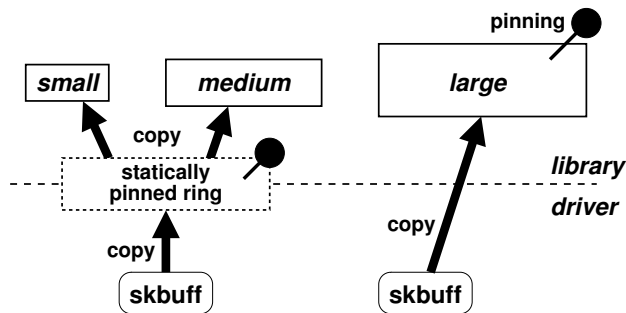 pinning
small
medium
large
copy
statically
pinned ring
library
driver
copy
copy
skbuff
skbuff